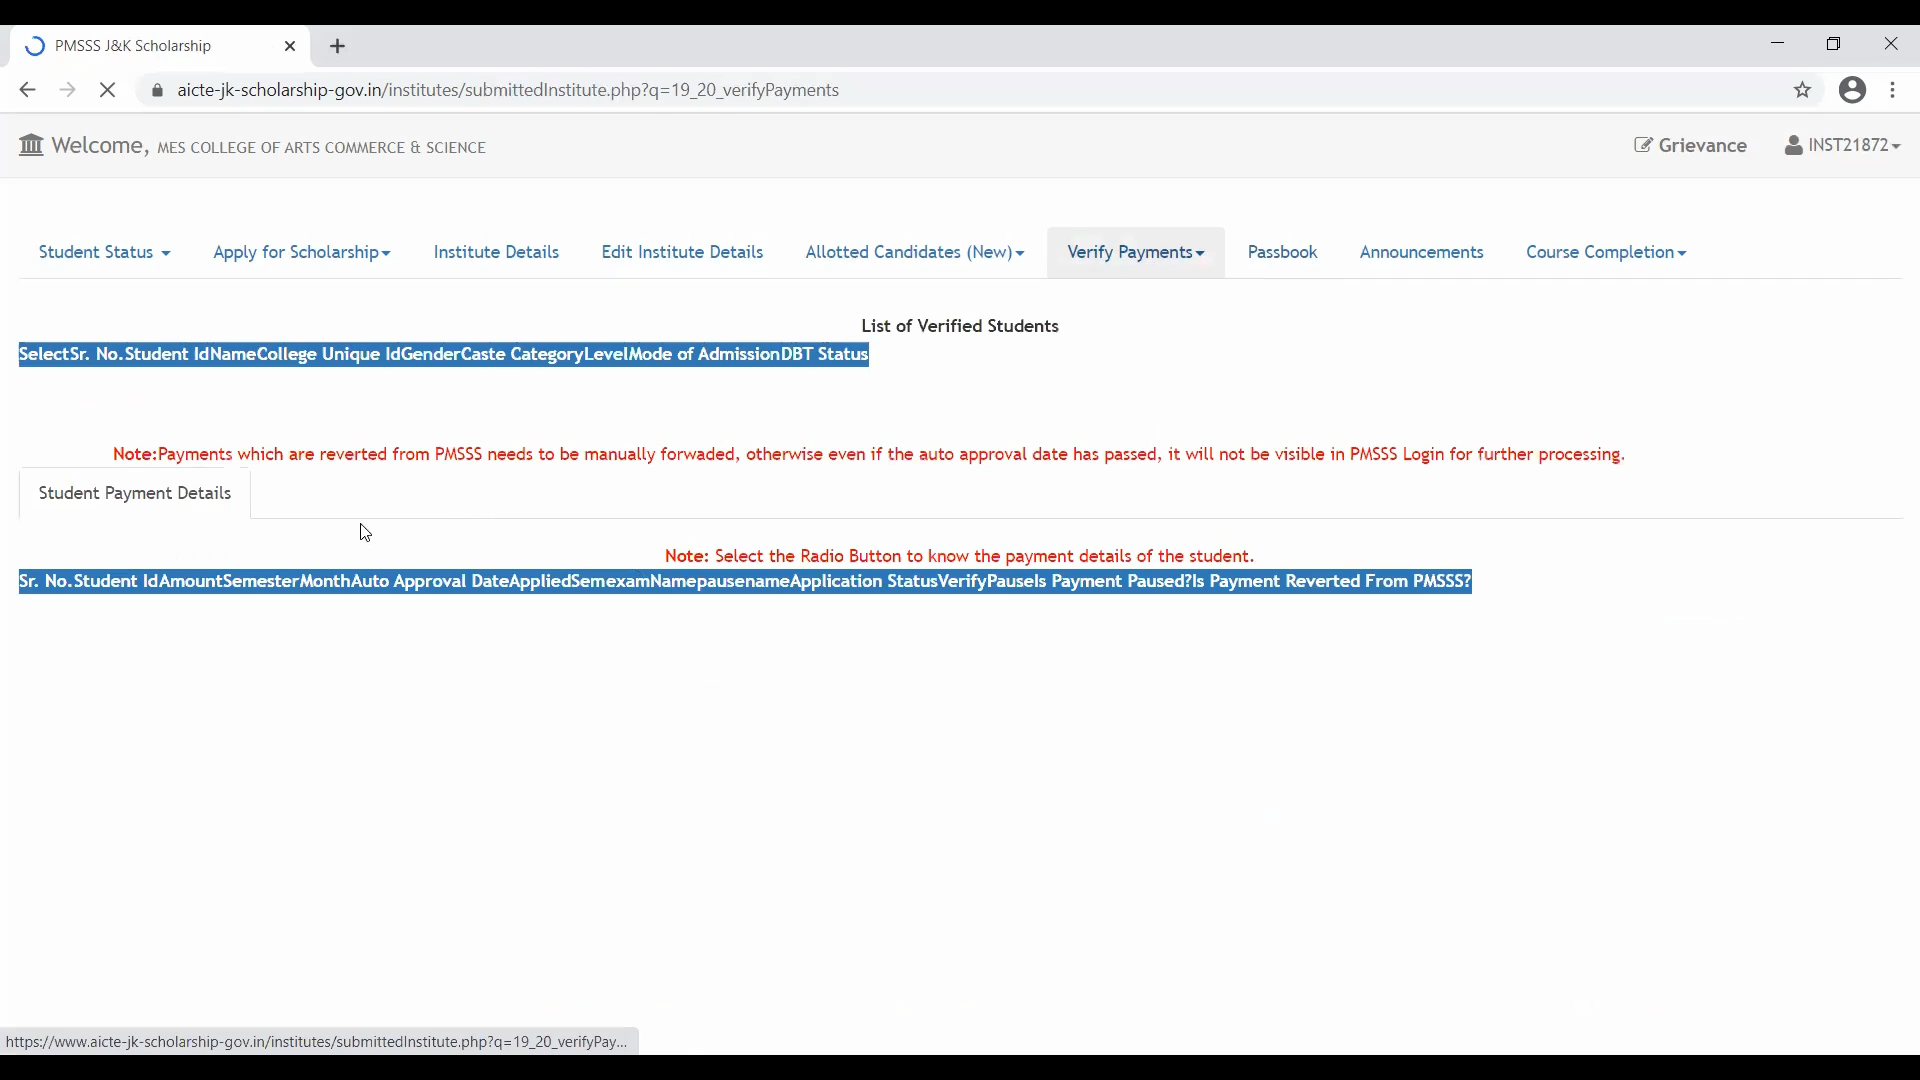 PMSSS J&K Scholarship
aicte-jk-scholarship-gov.in/institutes/submittedInstitute.php?q=19_20_verifyPayments
Welcome, MES COLLEGE OF ARTS COMMERCE & SCIENCE
Grievance
INST21872
Student Status
Apply for Scholarship
Institute Details
Edit Institute Details
Allotted Candidates (New)
Verify Payments
Passbook
Announcements
Course Completion
List of Verified Students
SelectSr. No.Student IdNameCollege Unique IdGenderCaste CategoryLevelMode of AdmissionDBT Status
Note:Payments which are reverted from PMSSS needs to be manually forwaded, otherwise even if the auto approval date has passed, it will not be visible in PMSSS Login for further processing.
Student Payment Details
Note: Select the Radio Button to know the payment details of the student.
Sr. No.Student IdAmountSemesterMonthAuto Approval DateAppliedSemexamNamepausenameApplication StatusVerifyPauseIs Payment Paused?Is Payment Reverted From PMSSS?
https://www.aicte-jk-scholarship-gov.in/institutes/submittedInstitute.php?q=19_20_verifyPay...